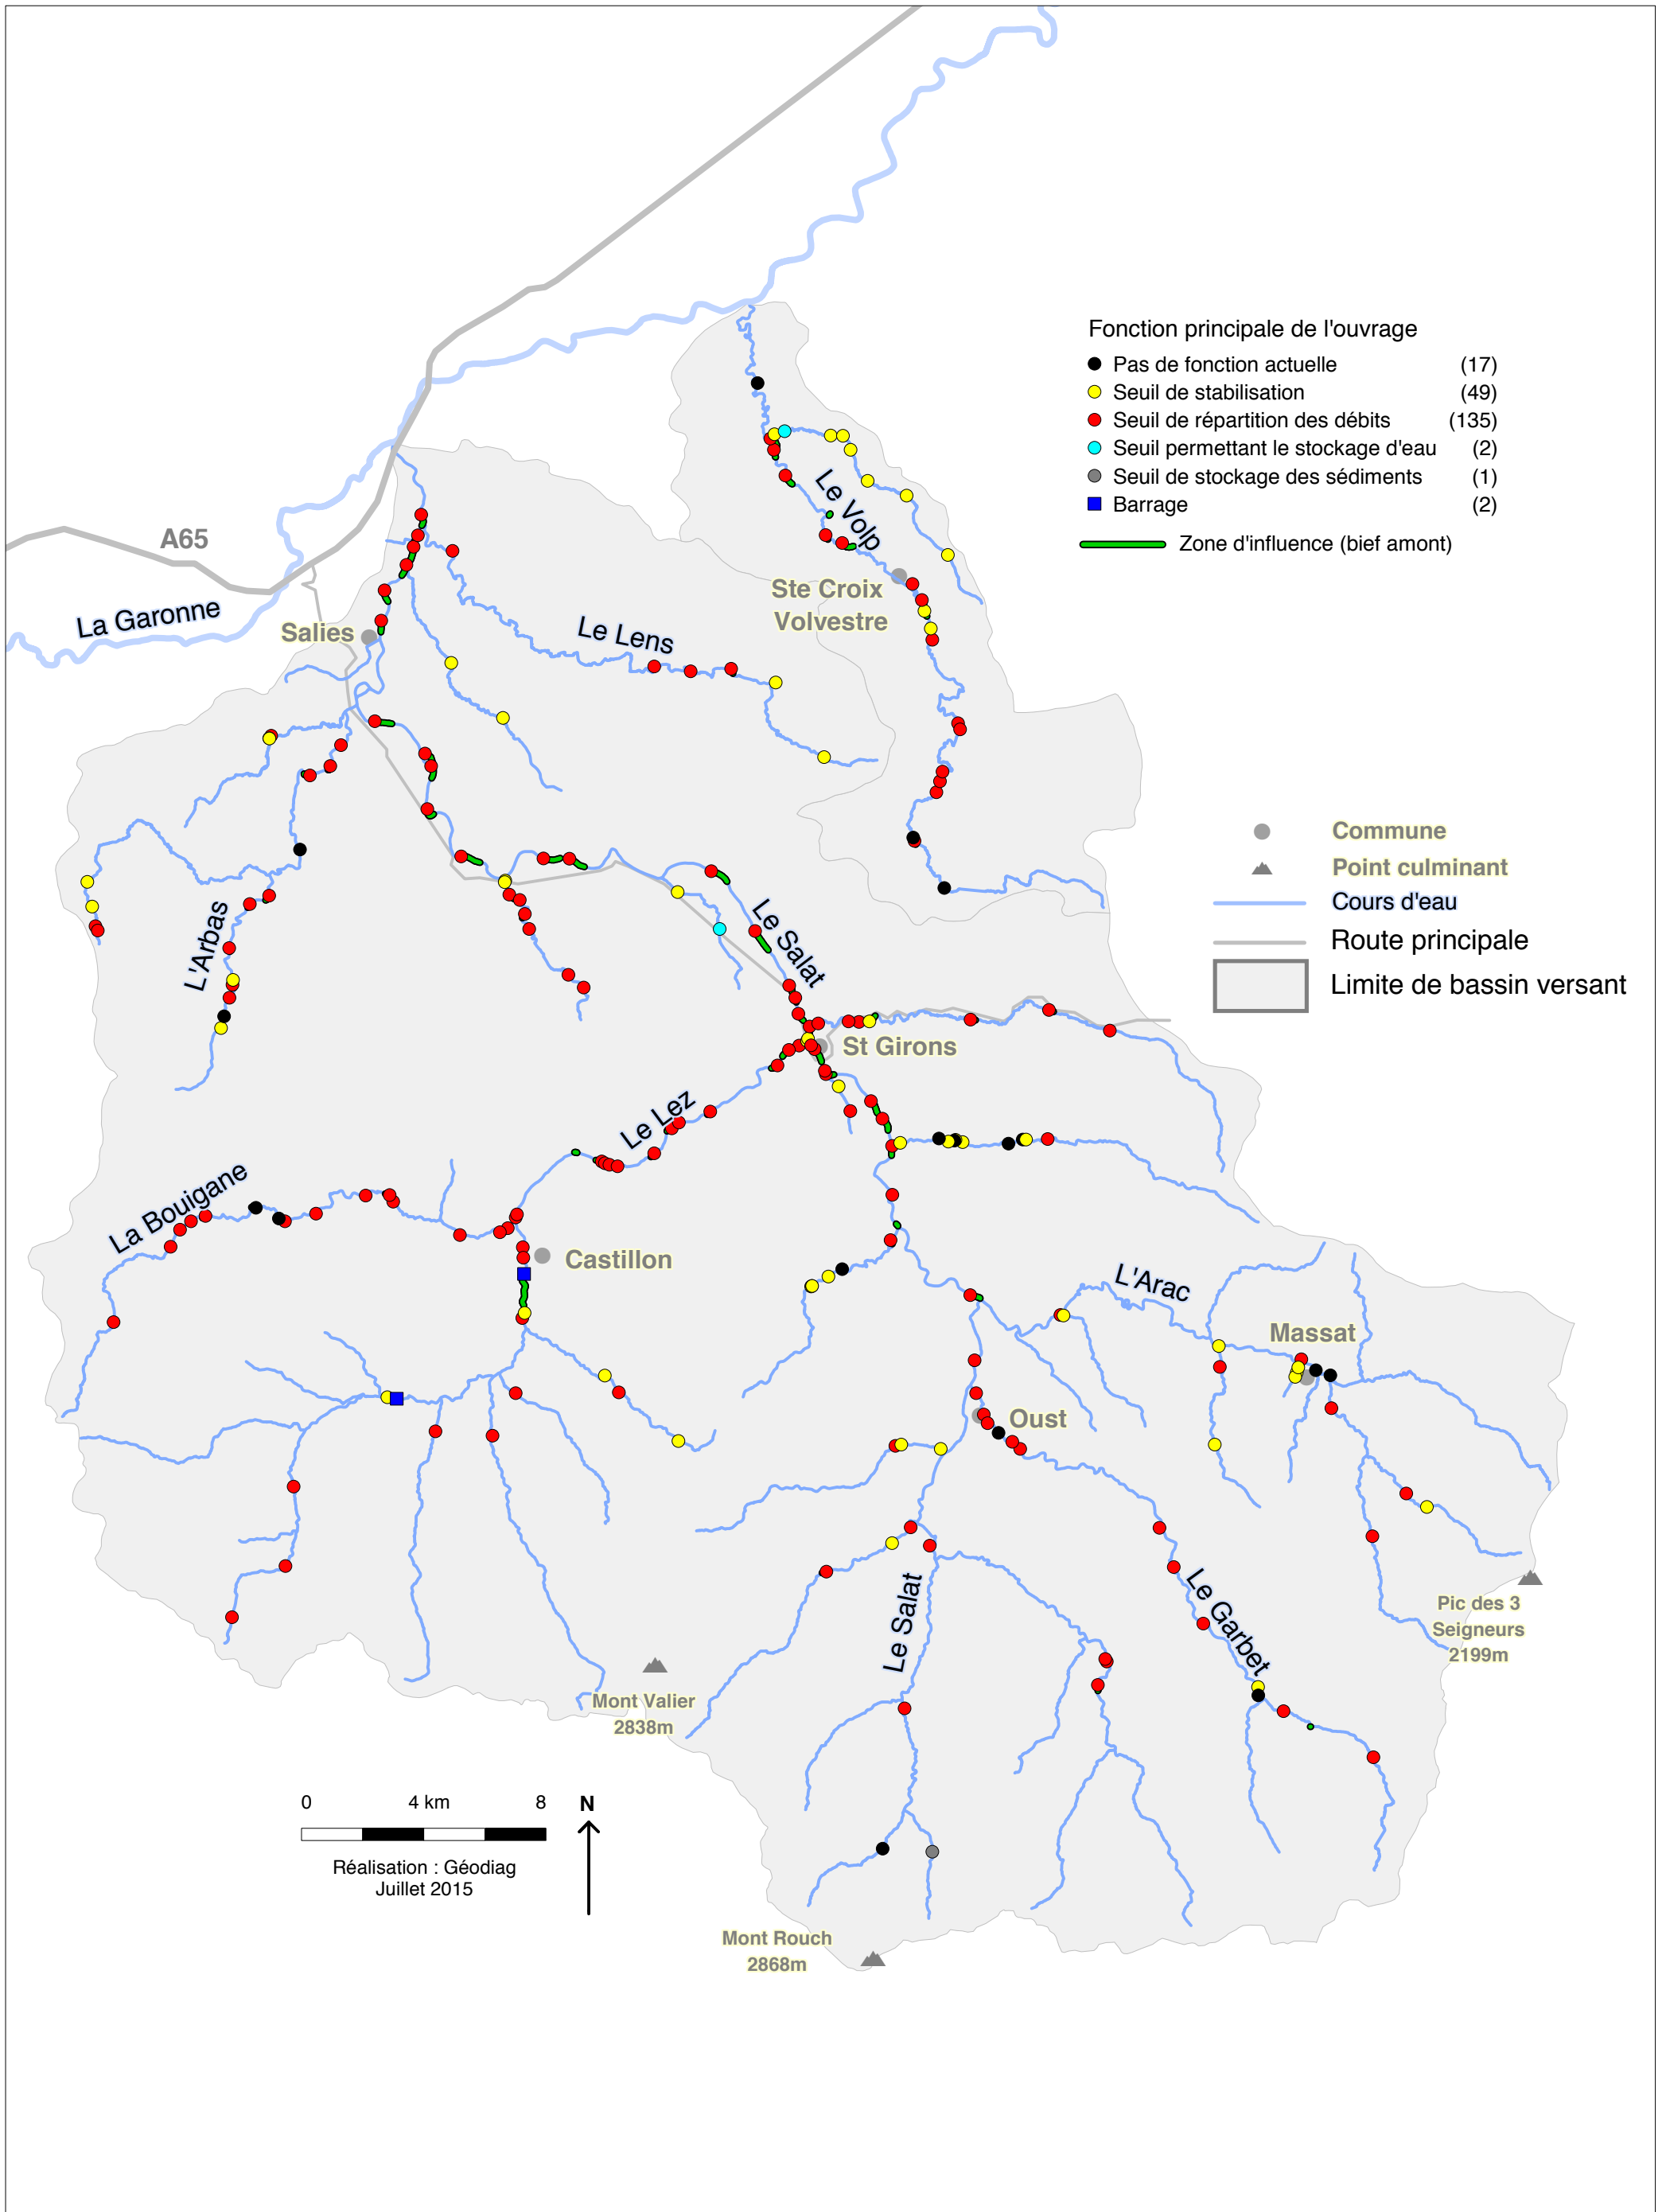 Fonction principale de l'ouvrage
Pas de fonction actuelle (17)
Seuil de stabilisation (49)
Seuil de répartition des débits (135)
Seuil permettant le stockage d'eau (2)
Seuil de stockage des sédiments (1)
Barrage (2)
Zone d'influence (bief amont)
A65
La Garonne
Salies
Le Lens
Le Volp
Ste Croix
Volvestre
Commune
Point culminant
Cours d'eau
Route principale
Limite de bassin versant
L'Arbas
Le Salat
St Girons
Le Lez
La Bouigane
Castillon
L'Arac
Massat
Oust
Le Salat
Le Garbet
Pic des 3
Seigneurs
2199m
Mont Valier
2838m
0 4 km 8
N
Réalisation : Géodiag
Juillet 2015
Mont Rouch
2868m